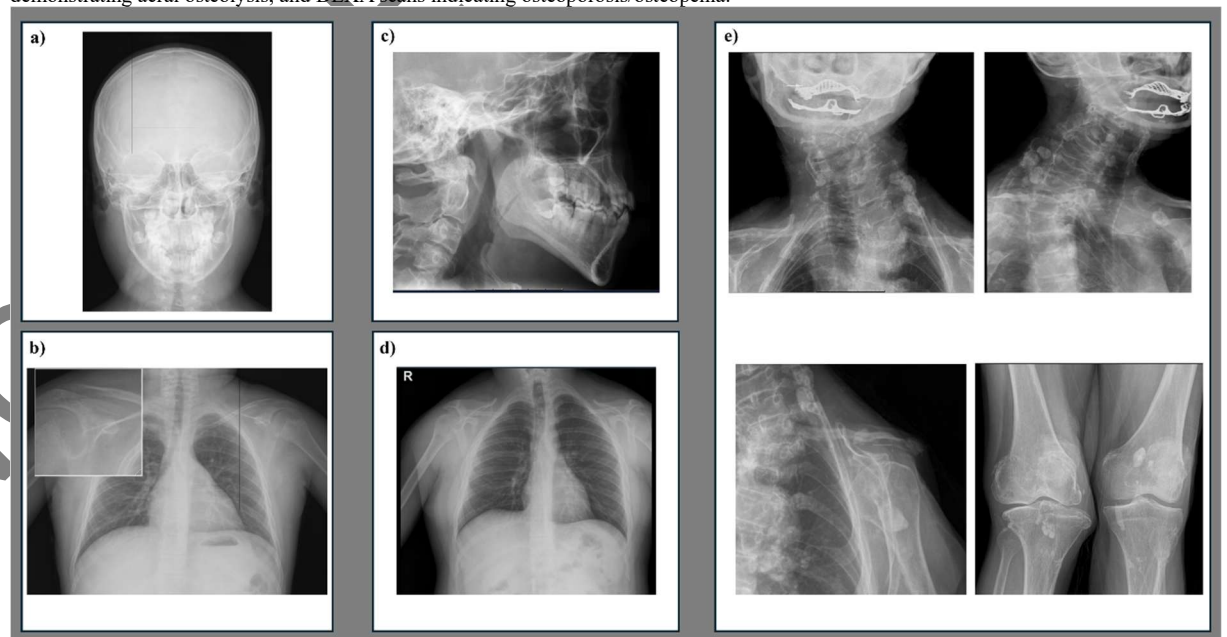 demonstrating acral osteolysis, and DEXA scans indicating osteoporosis/osteopenia.
a)
c)
e)
b)
d)
R